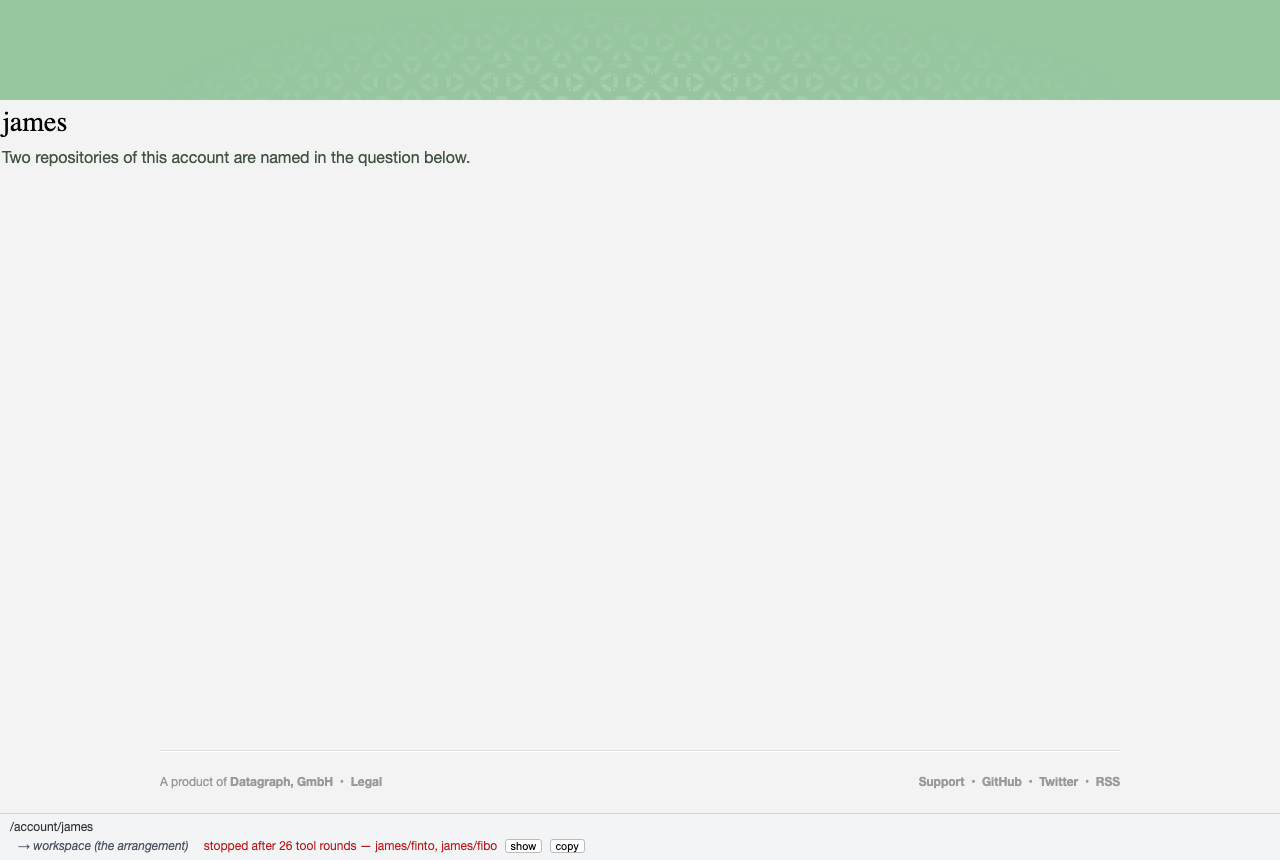 james
Two repositories of this account are named in the question below.
A product of Datagraph, GmbH • Legal
Support • GitHub • Twitter • RSS
/account/james
→ workspace (the arrangement) stopped after 26 tool rounds — james/finto, james/fibo show copy